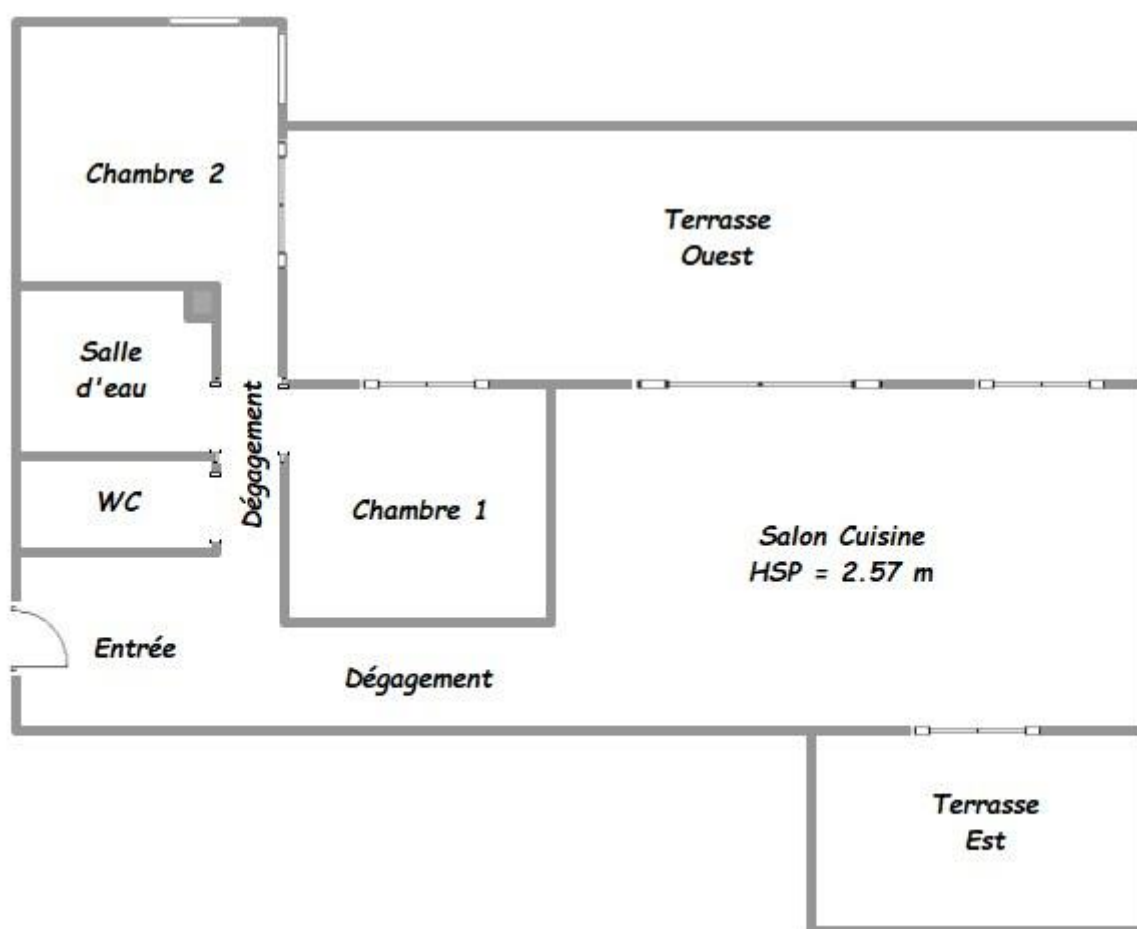 Chambre 2
Terrasse
Ouest
Salle
d'eau
Dégagement
WC
Chambre 1
Salon Cuisine
HSP = 2.57 m
Entrée
Dégagement
Terrasse
Est